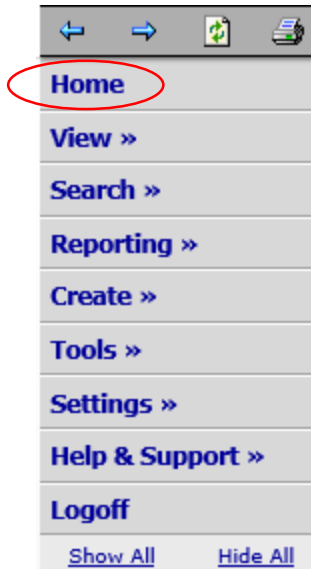 Home
View »
Search »
Reporting »
Create »
Tools »
Settings »
Help & Support »
Logoff
Show All Hide All